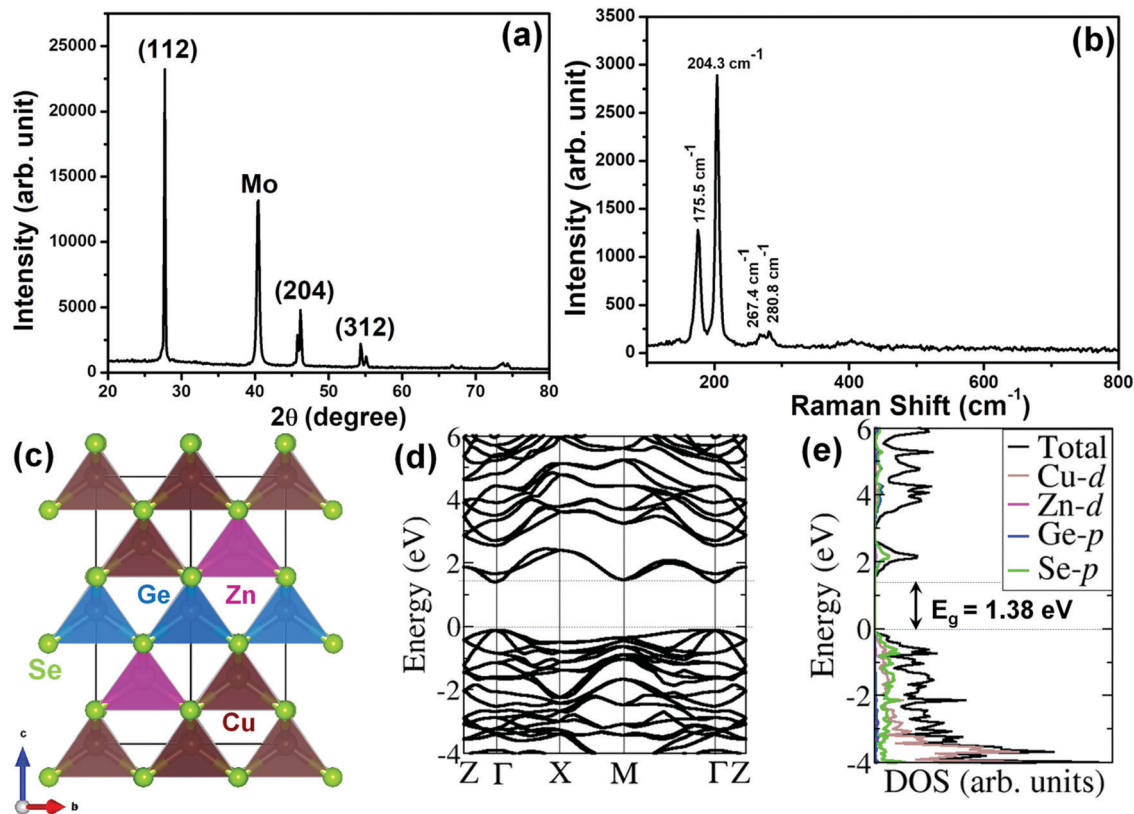 (a)
Intensity (arb. unit)
25000
20000
15000
10000
5000
0
(112)
Mo
(204)
(312)
20 30 40 50 60 70 80
2θ (degree)
(b)
Intensity (arb. unit)
3500
3000
2500
2000
1500
1000
500
0
175.5 cm⁻¹
204.3 cm⁻¹
267.4 cm⁻¹
280.8 cm⁻¹
200 400 600 800
Raman Shift (cm⁻¹)
(c)
Ge
Zn
Se
Cu
c
b
(d)
Energy (eV)
6
4
2
0
-2
-4
Z Γ X M Γ Z
(e)
Energy (eV)
6
4
2
0
-2
-4
Total
Cu-d
Zn-d
Ge-p
Se-p
E_g = 1.38 eV
DOS (arb. units)